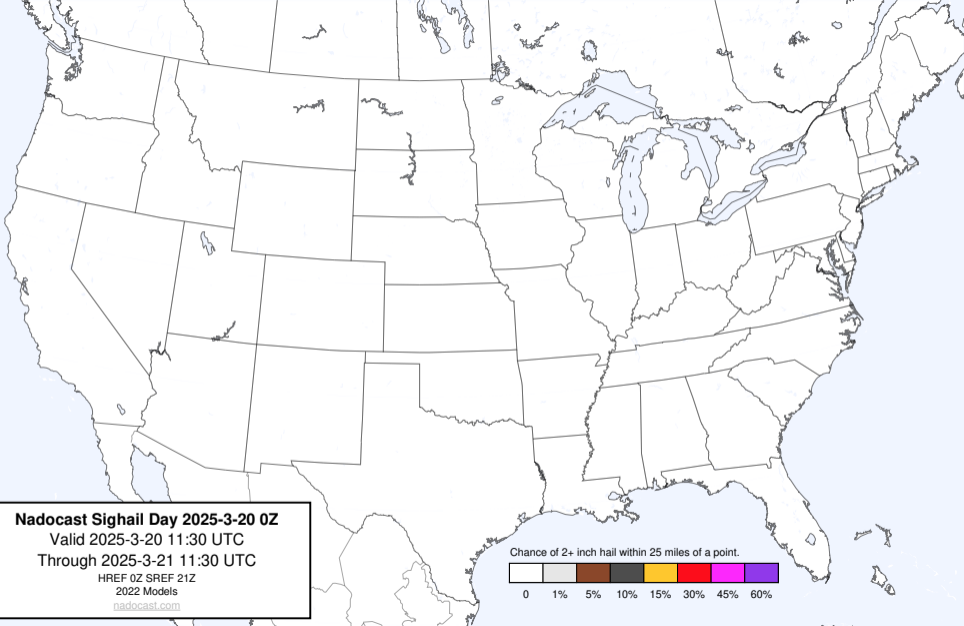 Nadocast Sighail Day 2025-3-20 0Z
Valid 2025-3-20 11:30 UTC
Through 2025-3-21 11:30 UTC
HREF 0Z SREF 21Z
2022 Models
nadocast.com
Chance of 2+ inch hail within 25 miles of a point.
0 1% 5% 10% 15% 30% 45% 60%